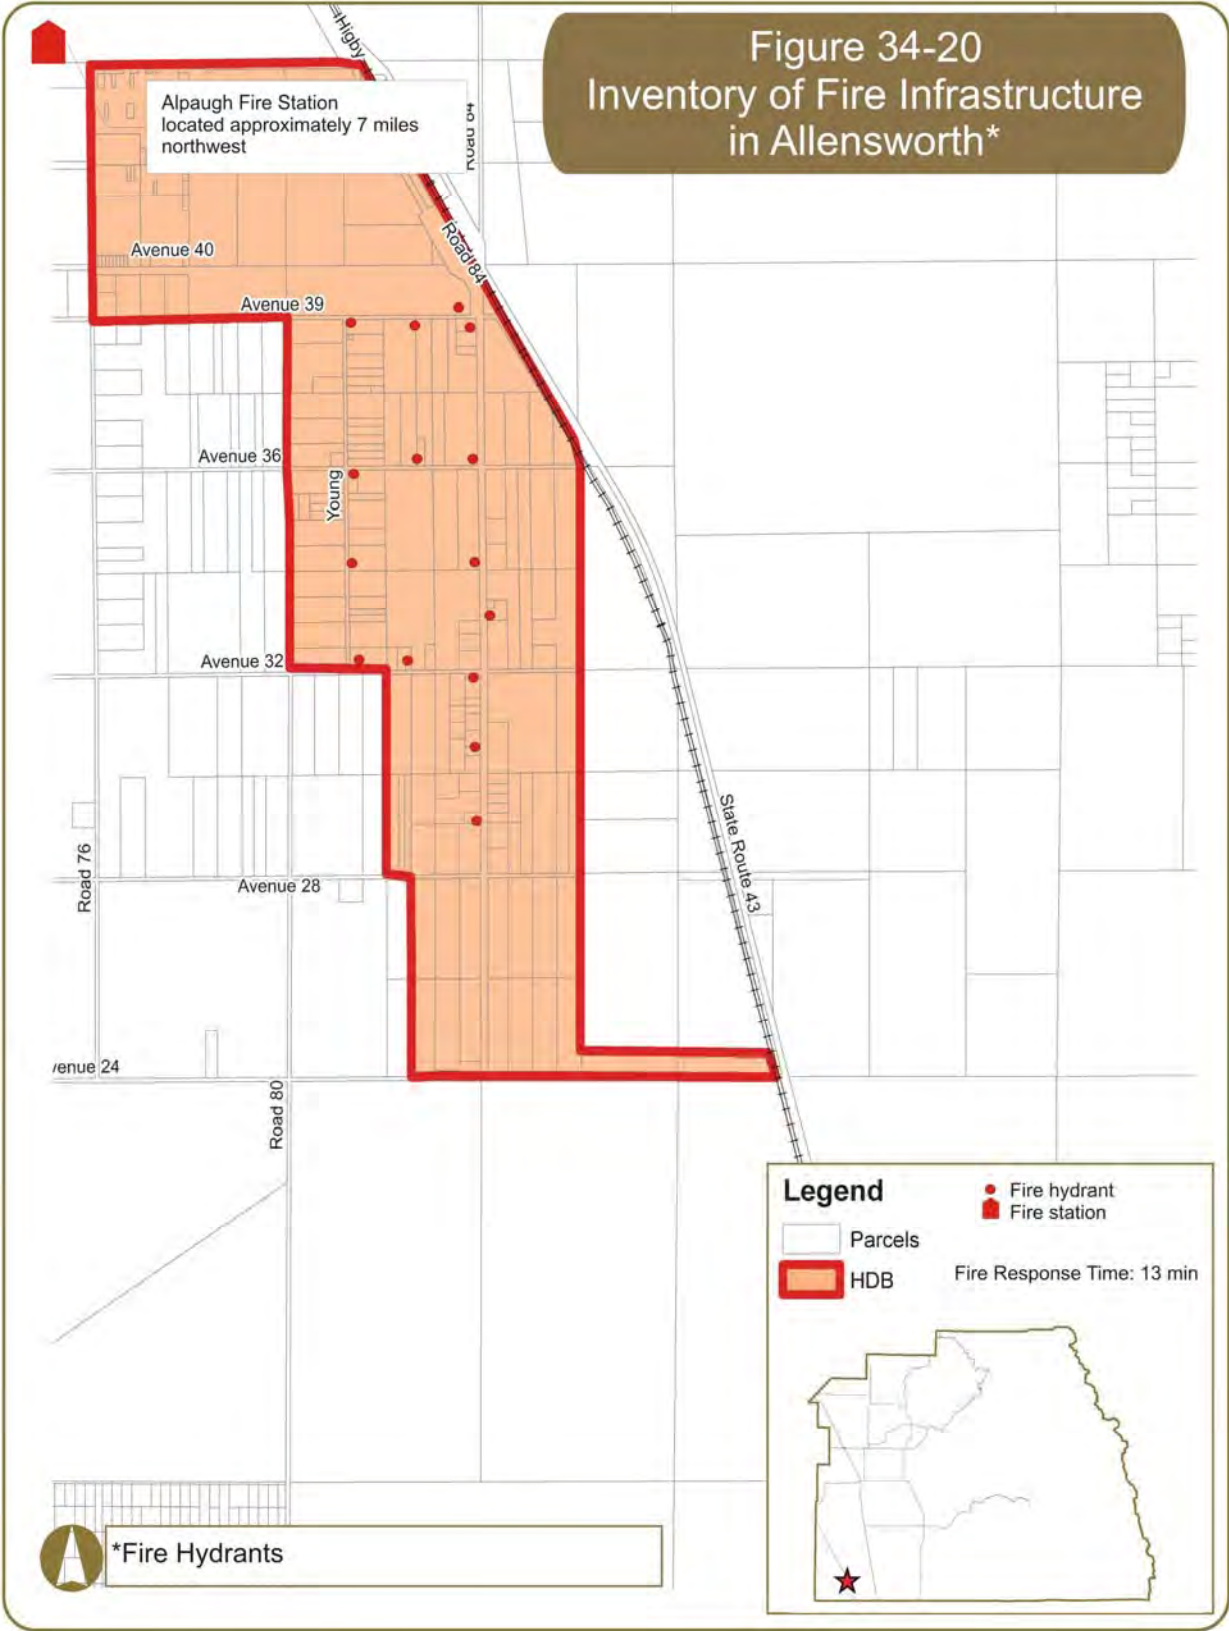 Figure 34-20
Inventory of Fire Infrastructure
in Allensworth*
Higby
Alpaugh Fire Station
located approximately 7 miles
northwest
Road 84
Road 84
Avenue 40
Avenue 39
Avenue 36
Young
Avenue 32
State Route 43
Road 76
Avenue 28
venue 24
Road 80
Legend
Fire hydrant
Fire station
Parcels
HDB
Fire Response Time: 13 min
*Fire Hydrants